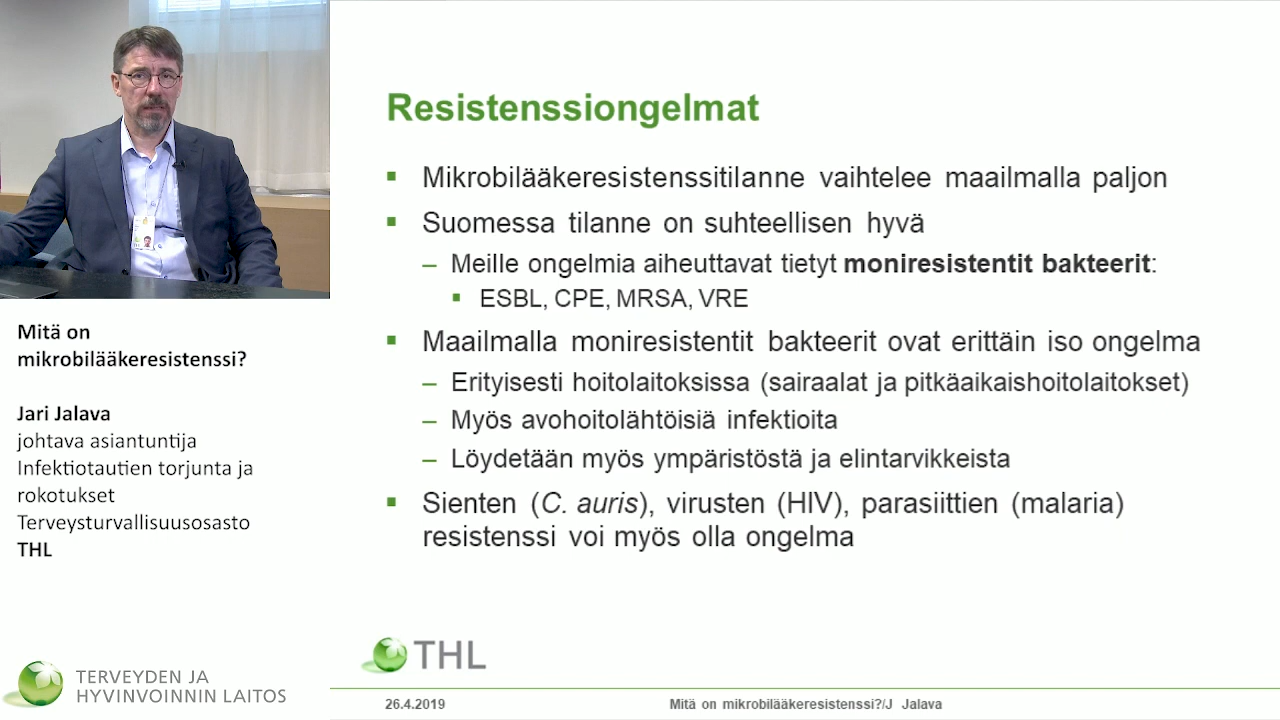 Mitä on
mikrobilääkeresistenssi?
Jari Jalava
johtava asiantuntija
Infektiotautien torjunta ja
rokotukset
Terveysturvallisuusosasto
THL
TERVEYDEN JA
HYVINVOINNIN LAITOS
Resistenssiongelmat
Mikrobilääkeresistenssitilanne vaihtelee maailmalla paljon
Suomessa tilanne on suhteellisen hyvä
– Meille ongelmia aiheuttavat tietyt moniresistentit bakteerit:
ESBL, CPE, MRSA, VRE
Maailmalla moniresistentit bakteerit ovat erittäin iso ongelma
– Erityisesti hoitolaitoksissa (sairaalat ja pitkäaikaishoitolaitokset)
– Myös avohoitolähtöisiä infektioita
– Löydetään myös ympäristöstä ja elintarvikkeista
Sienten (C. auris), virusten (HIV), parasiittien (malaria)
resistenssi voi myös olla ongelma
THL
26.4.2019
Mitä on mikrobilääkeresistenssi?/J Jalava